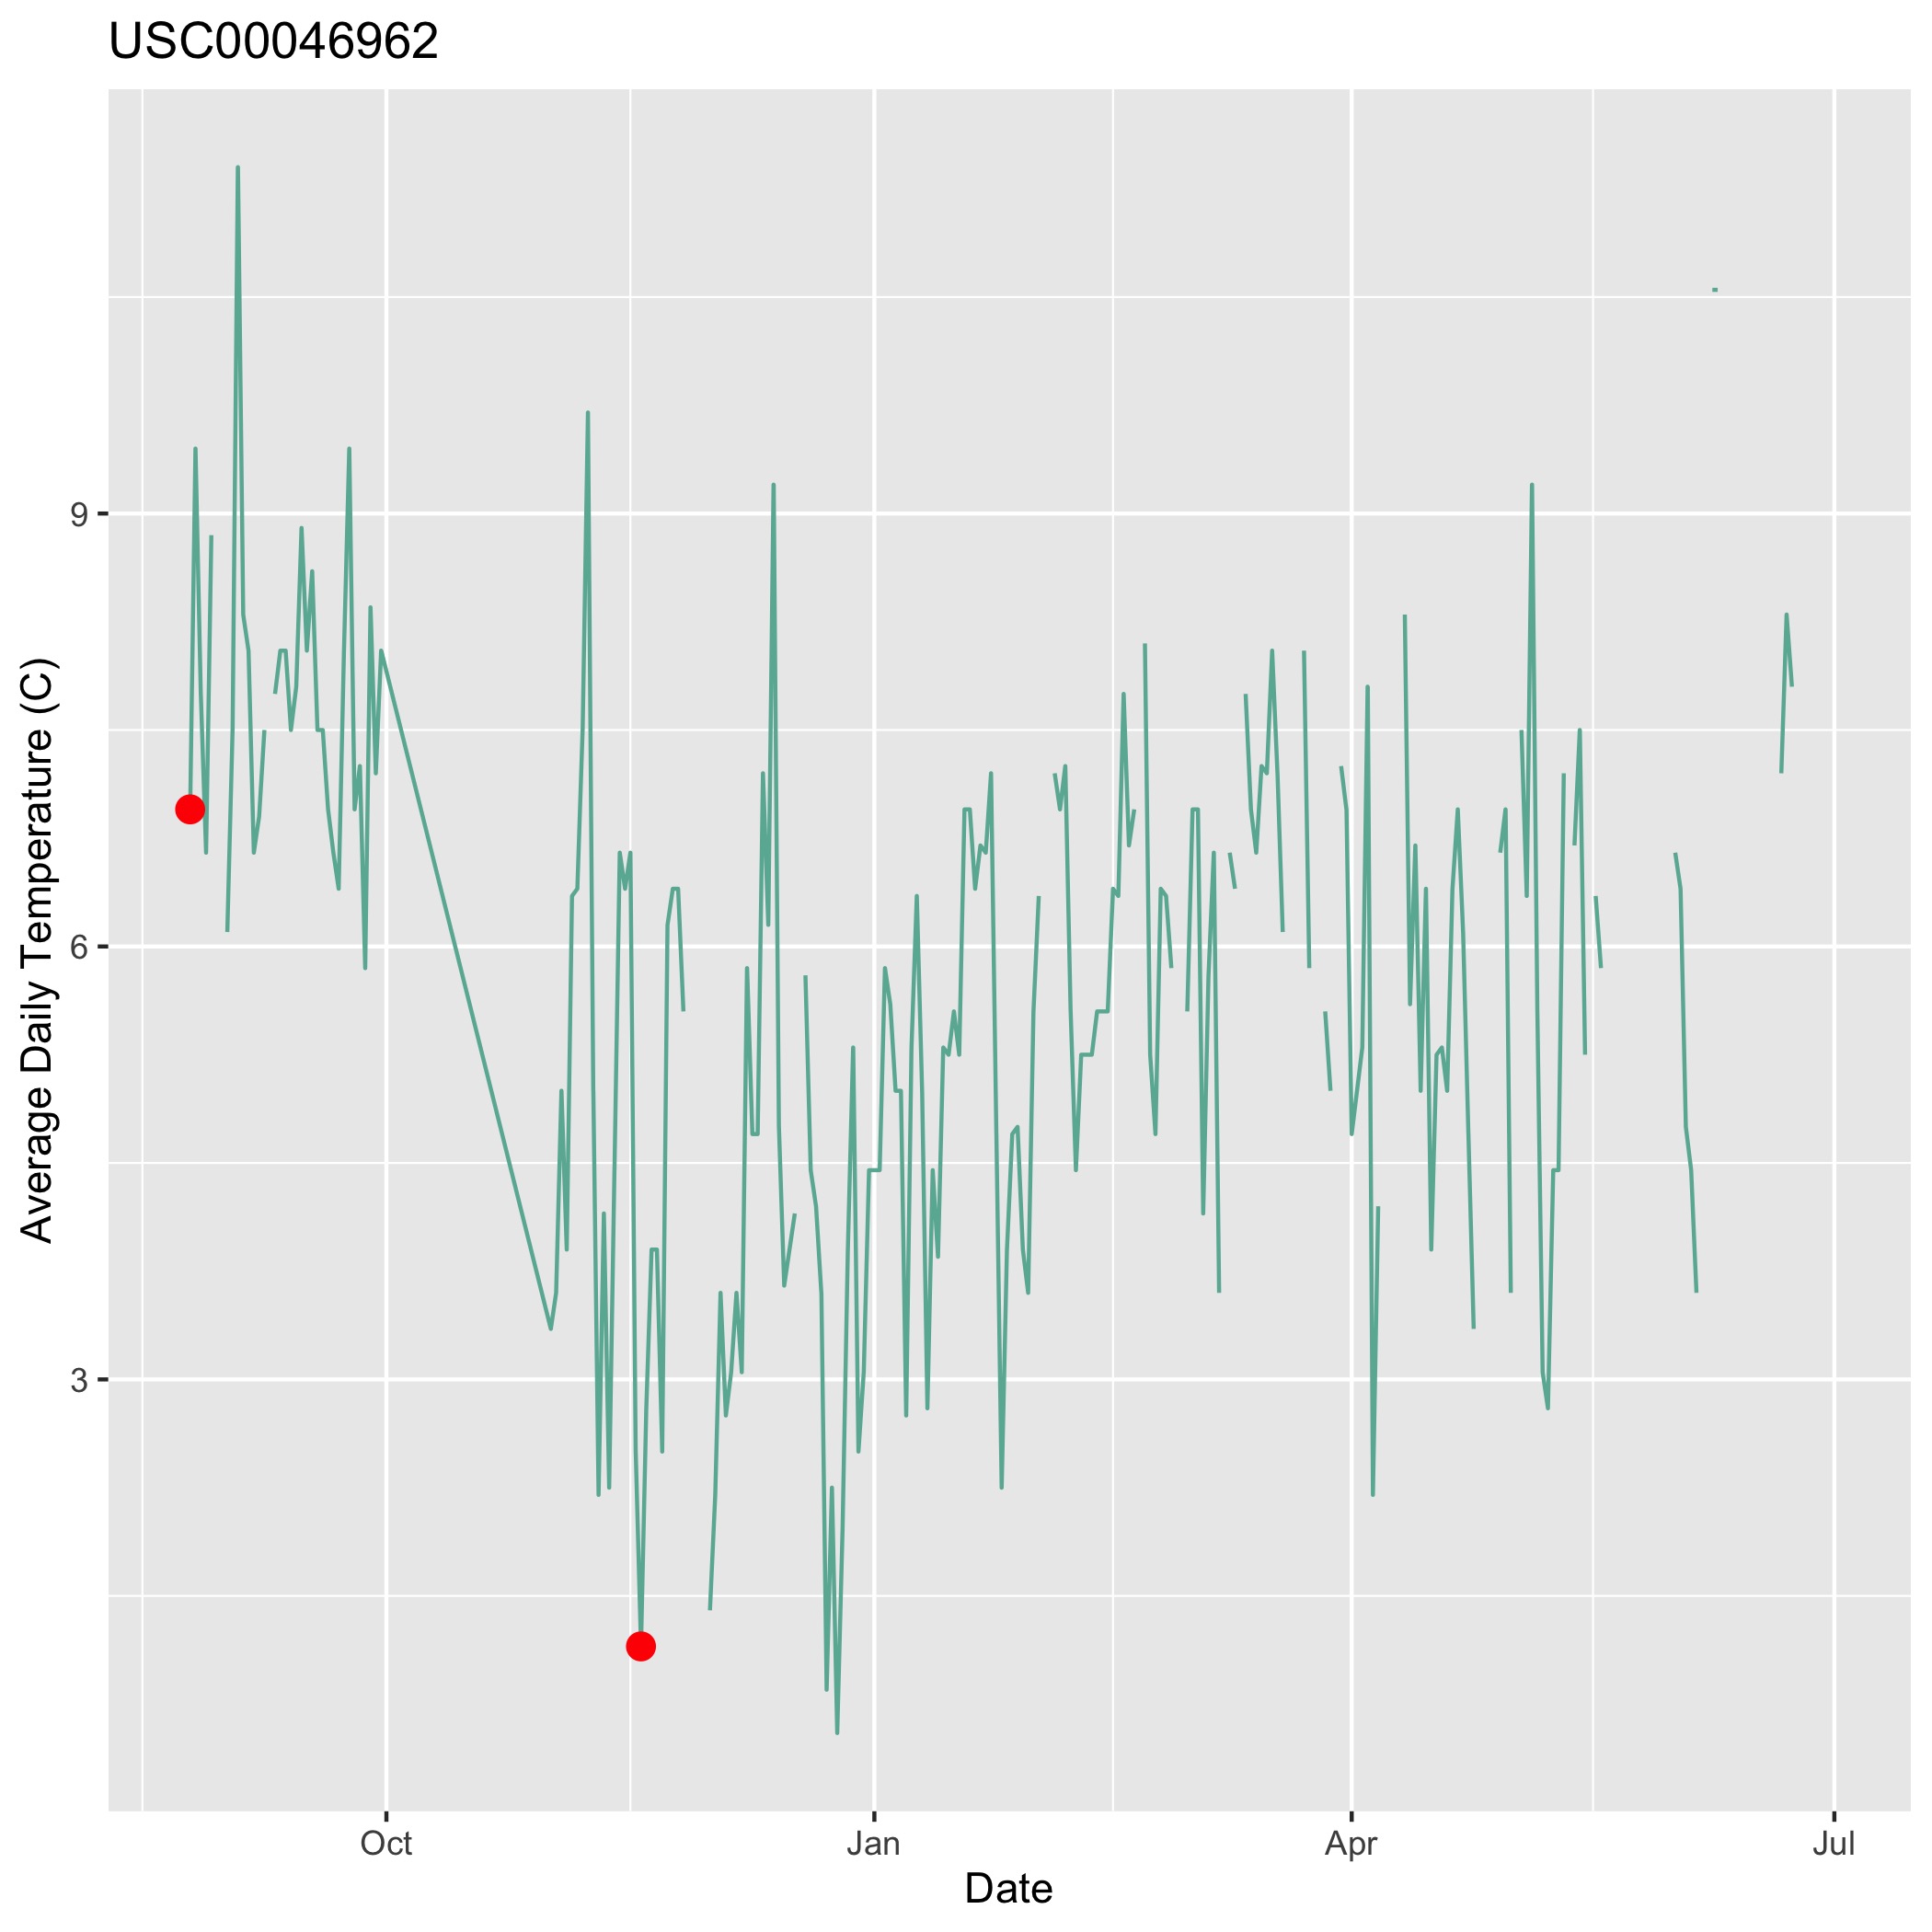 USC00046962
Average Daily Temperature (C)
9
6
3
Oct
Jan
Apr
Jul
Date